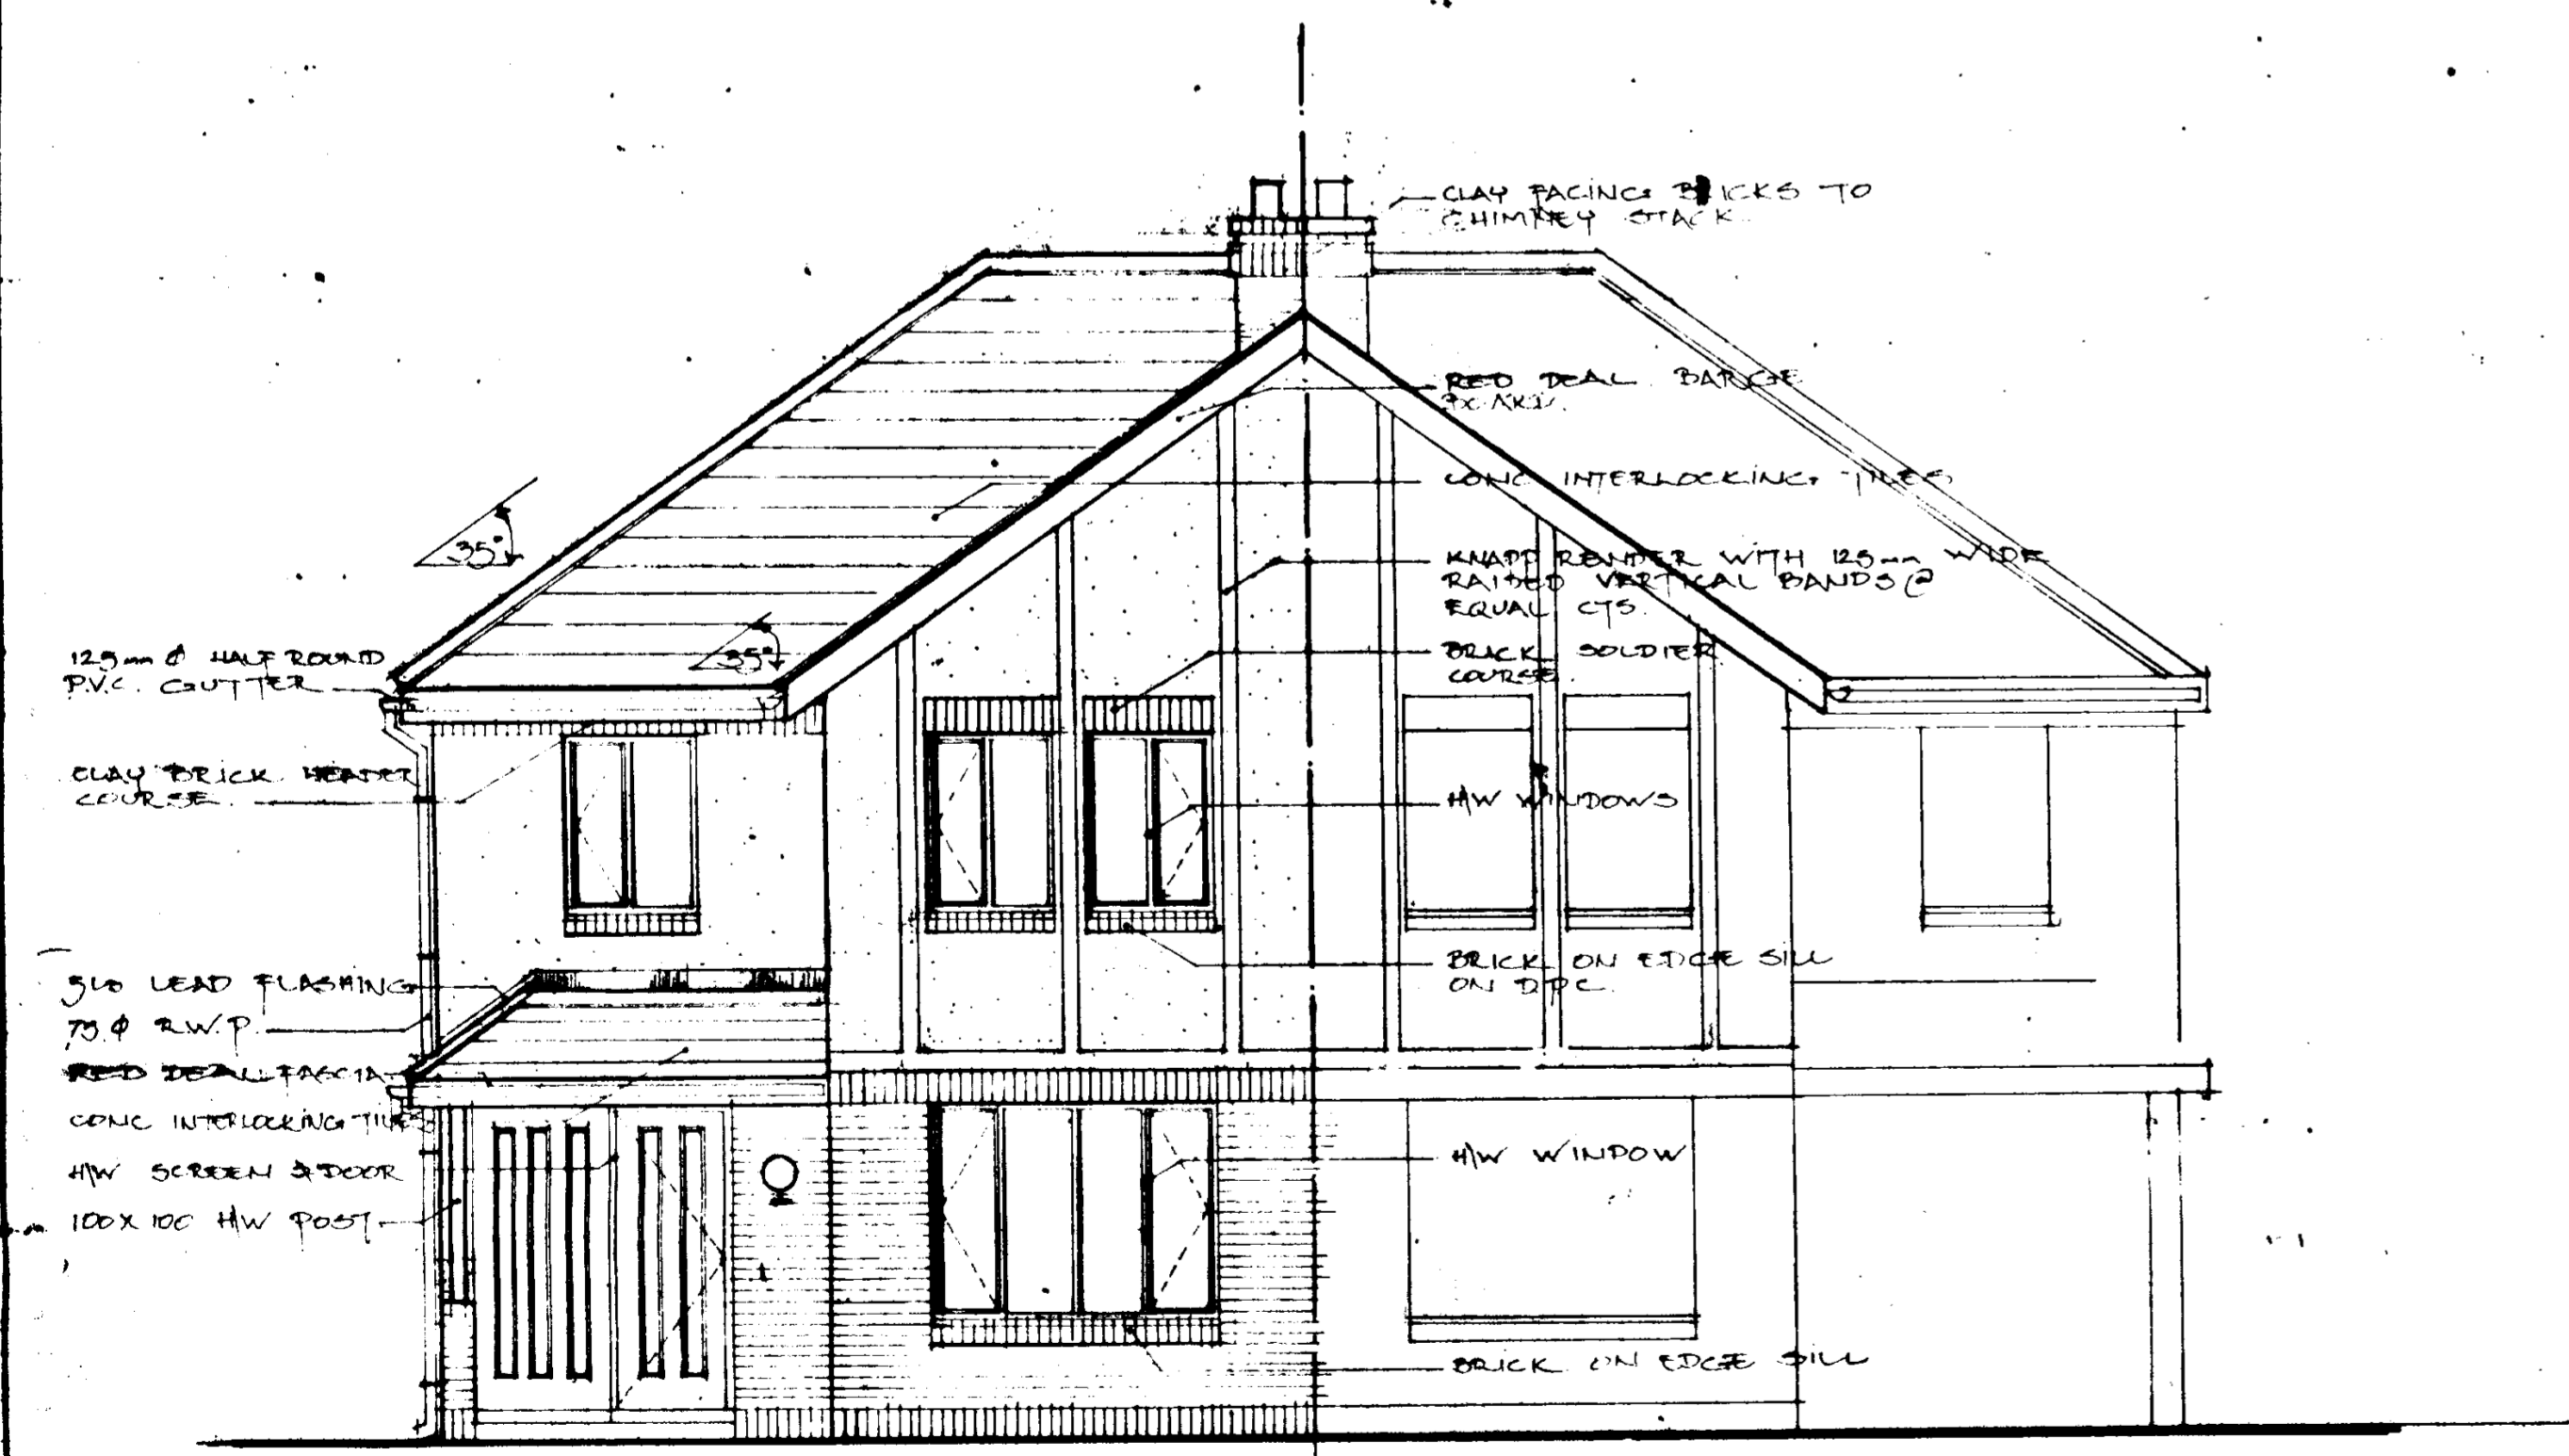 CLAY FACING BRICKS TO
CHIMNEY STACK
RED DEAL BARGE
BOARD.
CONC INTERLOCKING TILES
35°
KNAPP RENDER WITH 125mm WIDE
RAISED VERTICAL BANDS @
EQUAL CTS.
35°
BRICK SOLDIER
COURSE.
125mm Ø HALF ROUND
P.V.C. GUTTER
CLAY BRICK HEADER
COURSE.
H/W WINDOWS
BRICK ON EDGE SILL
ON D.P.C.
LEAD FLASHING
75 Ø R.W.P.
RED DEAL FASCIA
CONC INTERLOCKING TILES
H/W SCREEN & DOOR
100 X 100 H/W POST
H/W WINDOW
BRICK ON EDGE SILL